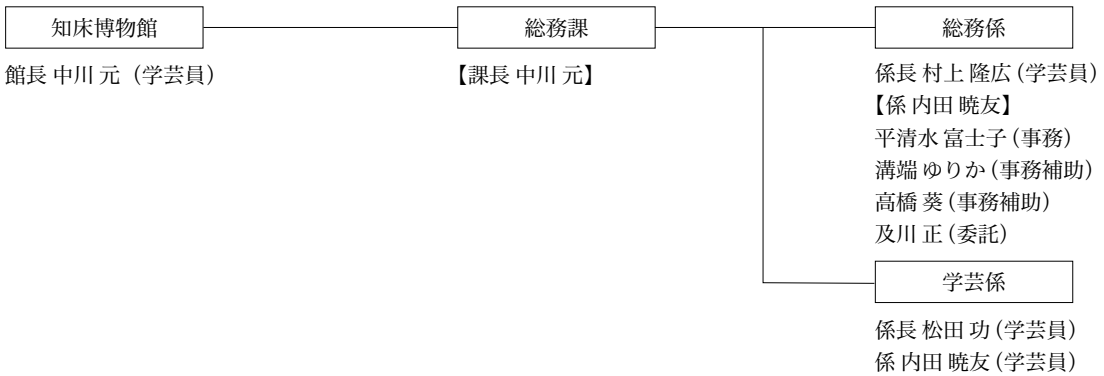 知床博物館
館長 中川 元 (学芸員)
総務課
【課長 中川 元】
総務係
係長 村上 隆広 (学芸員)
【係 内田 暁友】
平清水 富士子 (事務)
溝端 ゆりか (事務補助)
高橋 葵 (事務補助)
及川 正 (委託)
学芸係
係長 松田 功 (学芸員)
係 内田 暁友 (学芸員)